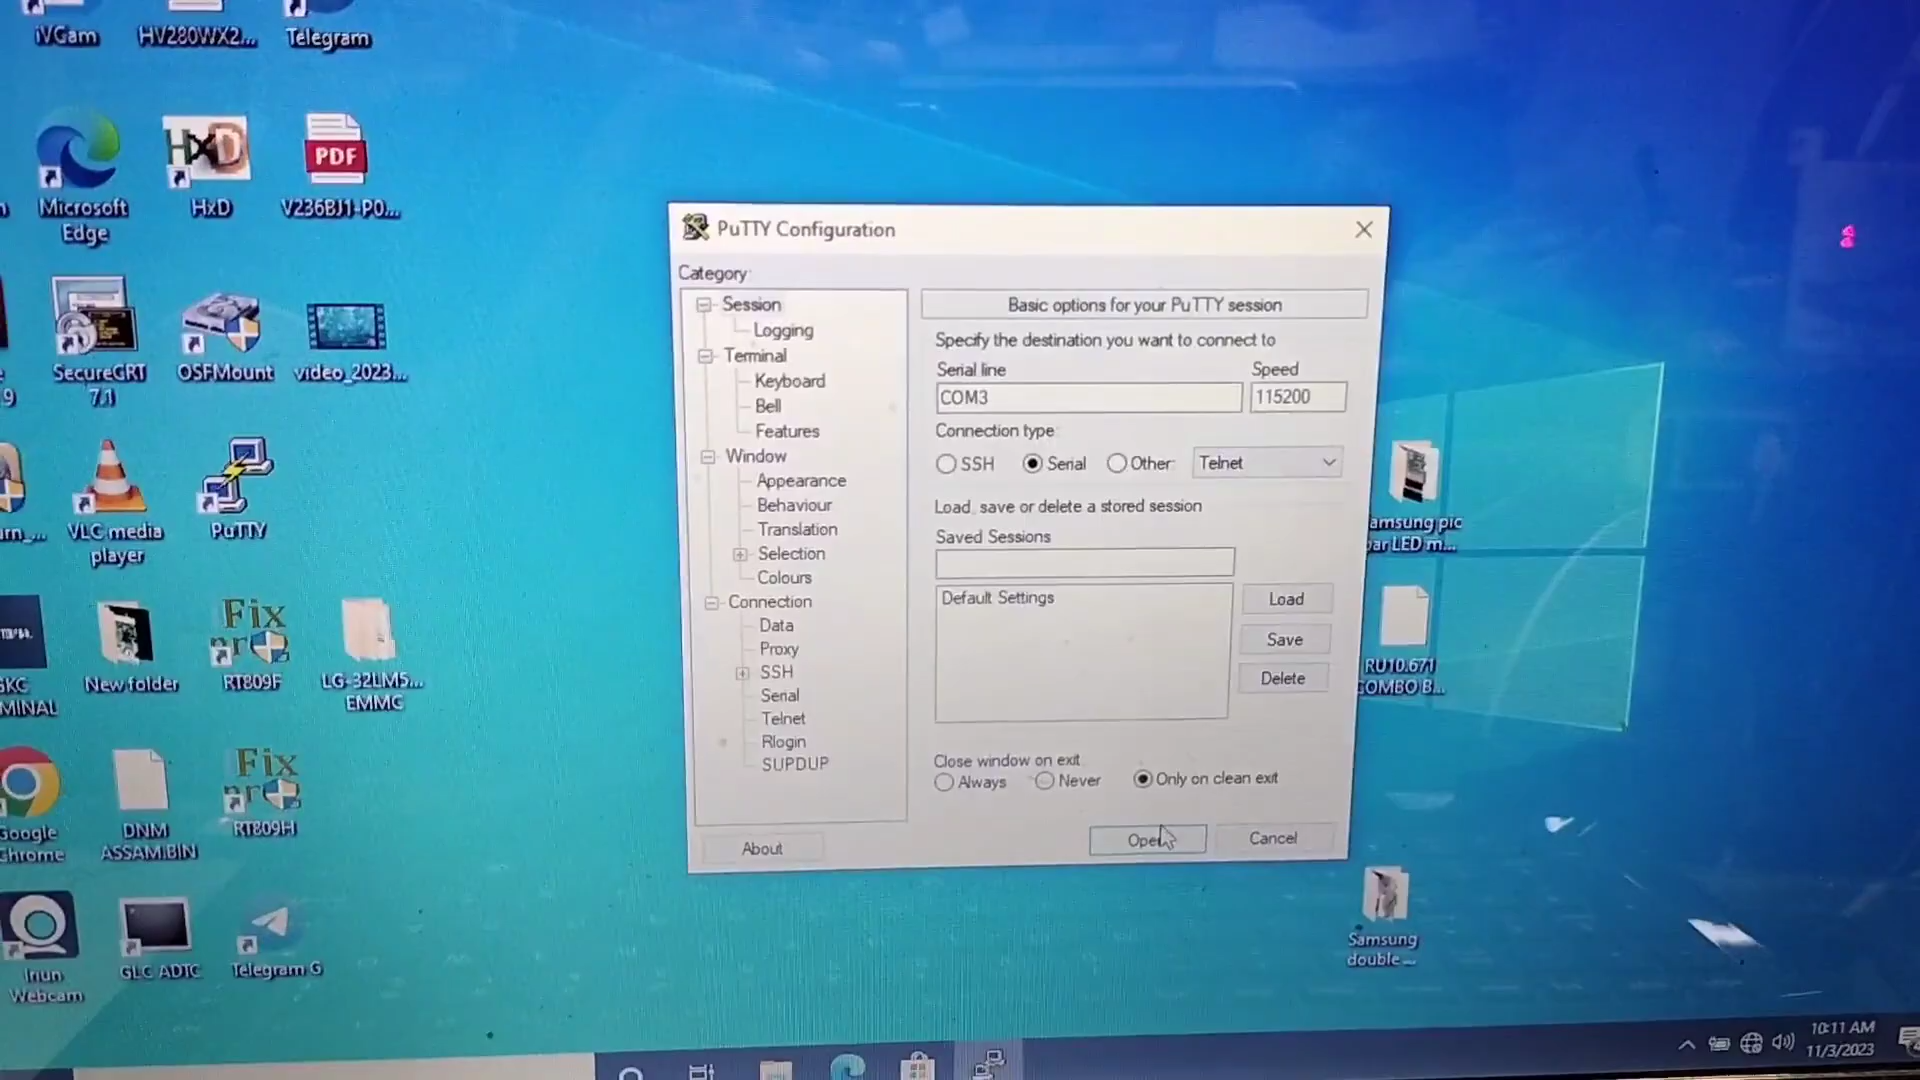 iVGam
HV280WX2...
Telegram
Microsoft
Edge
HxD
HxD
PDF
V236BJ1-P0...
SecureCRT
7.1
OSFMount
video_2023...
VLC media
player
PuTTY
New folder
Fix
RT809F
LG-32LM5...
EMMC
MINAL
Google
Chrome
DNM
ASSAM.BIN
Fix
RT809H
Iriun
Webcam
GLC ADTC
Telegram G
PuTTY Configuration
Category:
Session
Logging
Terminal
Keyboard
Bell
Features
Window
Appearance
Behaviour
Translation
Selection
Colours
Connection
Data
Proxy
SSH
Serial
Telnet
Rlogin
SUPDUP
About
Basic options for your PuTTY session
Specify the destination you want to connect to
Serial line
Speed
COM3
115200
Connection type:
SSH
Serial
Other:
Telnet
Load, save or delete a stored session
Saved Sessions
Default Settings
Load
Save
Delete
Close window on exit
Always
Never
Only on clean exit
Open
Cancel
amsung pic
LED m...
RU10.671
COMBO B...
Samsung
double ...
10:11 AM
11/3/2023